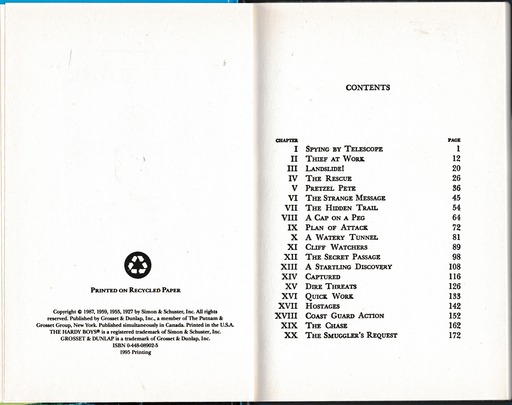 PRINTED ON RECYCLED PAPER
Copyright © 1987, 1959, 1955, 1927 by Simon & Schuster, Inc. All rights
reserved. Published by Grosset & Dunlap, Inc., a member of The Putnam &
Grosset Group, New York. Published simultaneously in Canada. Printed in the U.S.A.
THE HARDY BOYS® is a registered trademark of Simon & Schuster, Inc.
GROSSET & DUNLAP is a trademark of Grosset & Dunlap, Inc.
ISBN 0-448-08902-5
1995 Printing
CONTENTS
CHAPTER PAGE
I SPYING BY TELESCOPE 1
II THIEF AT WORK 12
III LANDSLIDE! 20
IV THE RESCUE 26
V PRETZEL PETE 36
VI THE STRANGE MESSAGE 45
VII THE HIDDEN TRAIL 54
VIII A CAP ON A PEG 64
IX PLAN OF ATTACK 72
X A WATERY TUNNEL 81
XI CLIFF WATCHERS 89
XII THE SECRET PASSAGE 98
XIII A STARTLING DISCOVERY 108
XIV CAPTURED 116
XV DIRE THREATS 126
XVI QUICK WORK 133
XVII HOSTAGES 142
XVIII COAST GUARD ACTION 152
XIX THE CHASE 162
XX THE SMUGGLER'S REQUEST 172